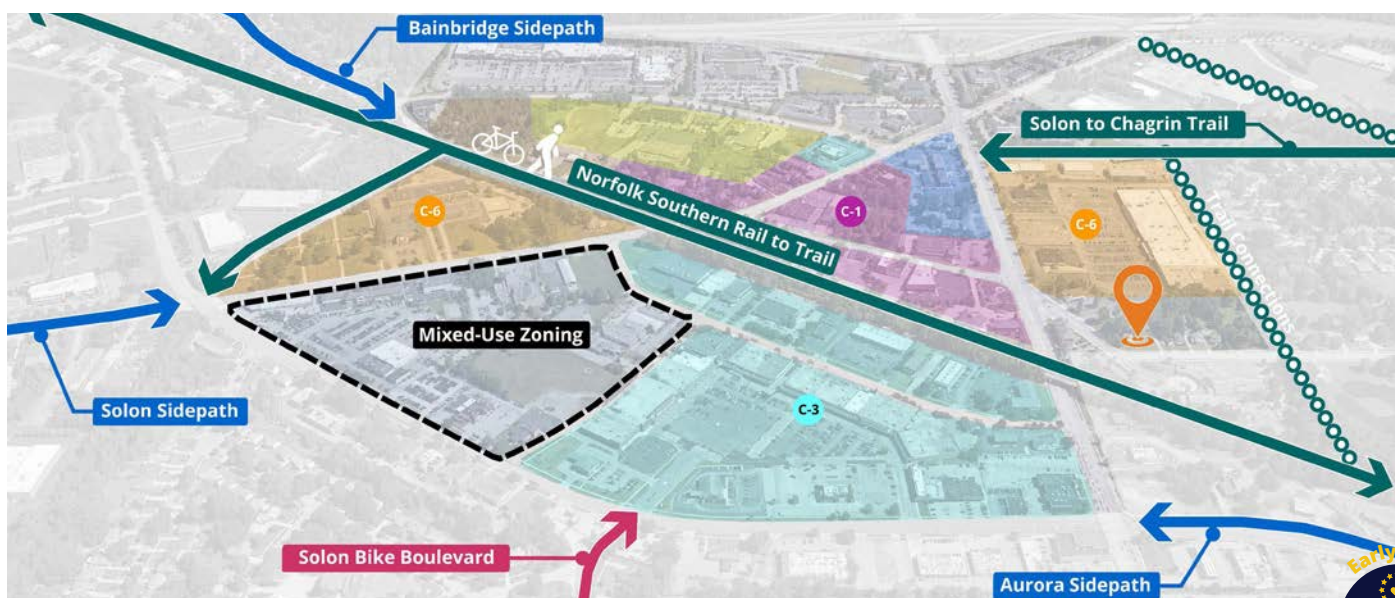 Bainbridge Sidepath
Solon to Chagrin Trail
Norfolk Southern Rail to Trail
C-6
C-1
C-6
Trail Connections
Mixed-Use Zoning
Solon Sidepath
C-3
Solon Bike Boulevard
Aurora Sidepath
Early